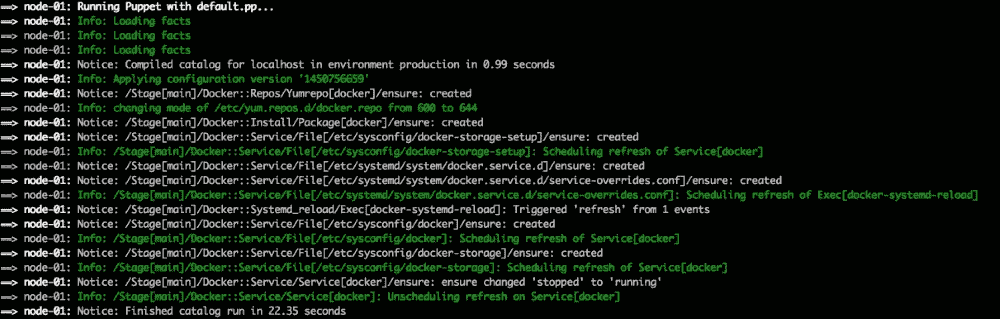 ==> node-01: Running Puppet with default.pp...
==> node-01: Info: Loading facts
==> node-01: Info: Loading facts
==> node-01: Info: Loading facts
==> node-01: Notice: Compiled catalog for localhost in environment production in 0.99 seconds
==> node-01: Info: Applying configuration version '1450756659'
==> node-01: Notice: /Stage[main]/Docker::Repos/Yumrepo[docker]/ensure: created
==> node-01: Info: changing mode of /etc/yum.repos.d/docker.repo from 600 to 644
==> node-01: Notice: /Stage[main]/Docker::Install/Package[docker]/ensure: created
==> node-01: Notice: /Stage[main]/Docker::Service/File[/etc/sysconfig/docker-storage-setup]/ensure: created
==> node-01: Info: /Stage[main]/Docker::Service/File[/etc/sysconfig/docker-storage-setup]: Scheduling refresh of Service[docker]
==> node-01: Notice: /Stage[main]/Docker::Service/File[/etc/systemd/system/docker.service.d]/ensure: created
==> node-01: Notice: /Stage[main]/Docker::Service/File[/etc/systemd/system/docker.service.d/service-overrides.conf]/ensure: created
==> node-01: Info: /Stage[main]/Docker::Service/File[/etc/systemd/system/docker.service.d/service-overrides.conf]: Scheduling refresh of Exec[docker-systemd-reload]
==> node-01: Notice: /Stage[main]/Docker::Systemd_reload/Exec[docker-systemd-reload]: Triggered 'refresh' from 1 events
==> node-01: Notice: /Stage[main]/Docker::Service/File[/etc/sysconfig/docker]/ensure: created
==> node-01: Info: /Stage[main]/Docker::Service/File[/etc/sysconfig/docker]: Scheduling refresh of Service[docker]
==> node-01: Notice: /Stage[main]/Docker::Service/File[/etc/sysconfig/docker-storage]/ensure: created
==> node-01: Info: /Stage[main]/Docker::Service/File[/etc/sysconfig/docker-storage]: Scheduling refresh of Service[docker]
==> node-01: Notice: /Stage[main]/Docker::Service/Service[docker]/ensure: ensure changed 'stopped' to 'running'
==> node-01: Info: /Stage[main]/Docker::Service/Service[docker]: Unscheduling refresh on Service[docker]
==> node-01: Notice: Finished catalog run in 22.35 seconds